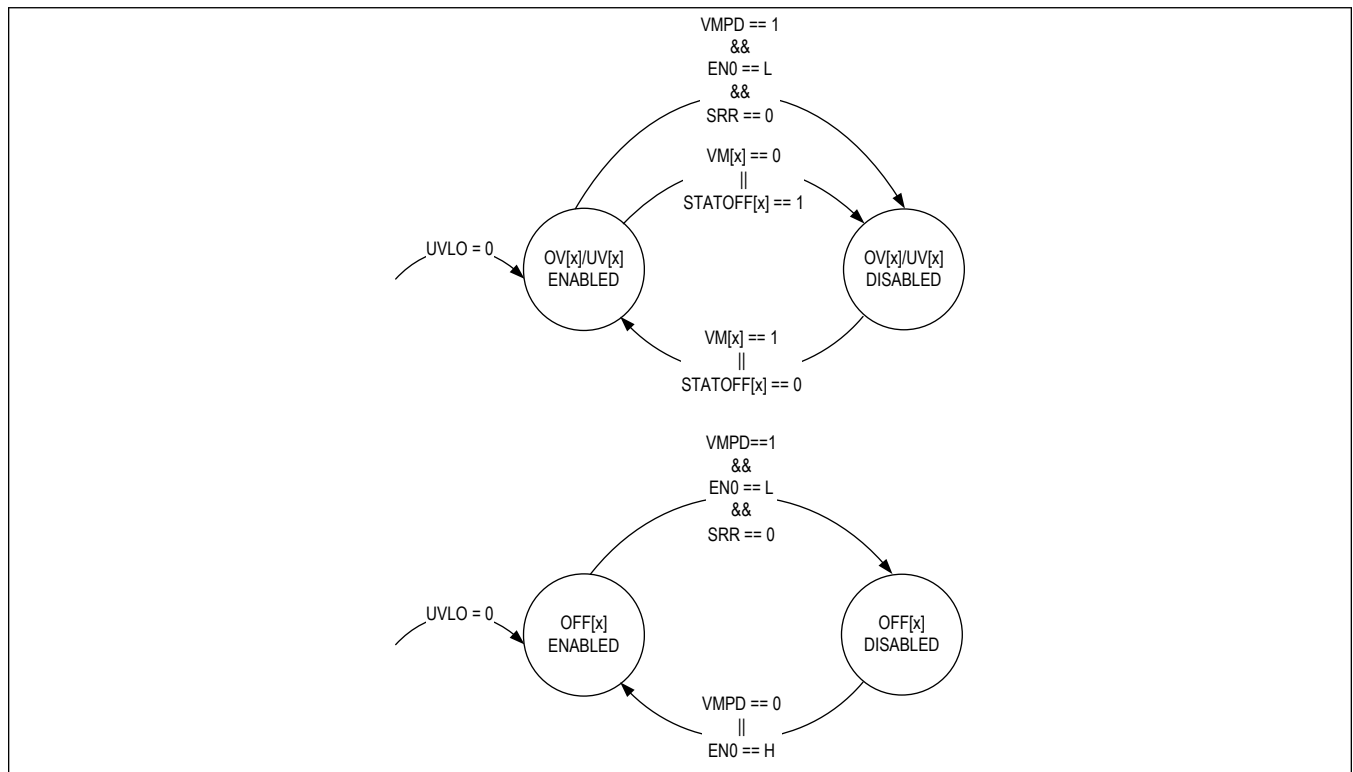 VMPD == 1
&&
EN0 == L
&&
SRR == 0
VM[x] == 0
||
STATOFF[x] == 1
UVLO = 0
OV[x]/UV[x]
ENABLED
OV[x]/UV[x]
DISABLED
VM[x] == 1
||
STATOFF[x] == 0
VMPD==1
&&
EN0 == L
&&
SRR == 0
UVLO = 0
OFF[x]
ENABLED
OFF[x]
DISABLED
VMPD == 0
||
EN0 == H